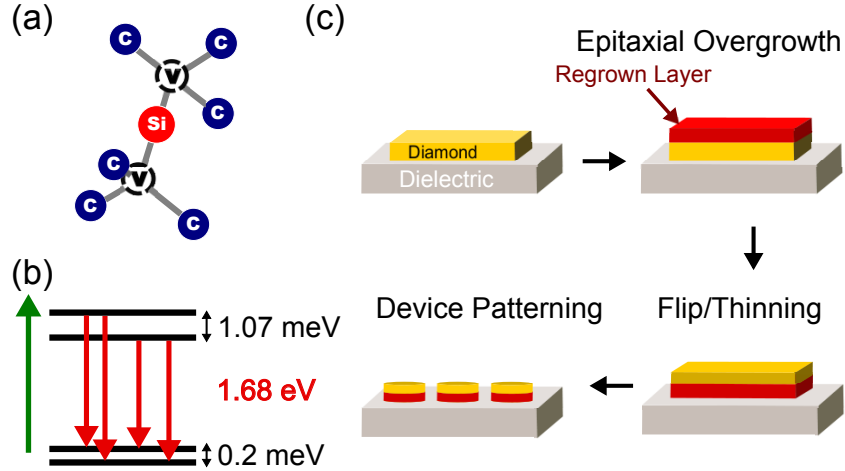 (a)
C
C
V
C
Si
C
V
C
C
(b)
1.07 meV
1.68 eV
0.2 meV
(c)
Epitaxial Overgrowth
Regrown Layer
Diamond
Dielectric
Device Patterning
Flip/Thinning